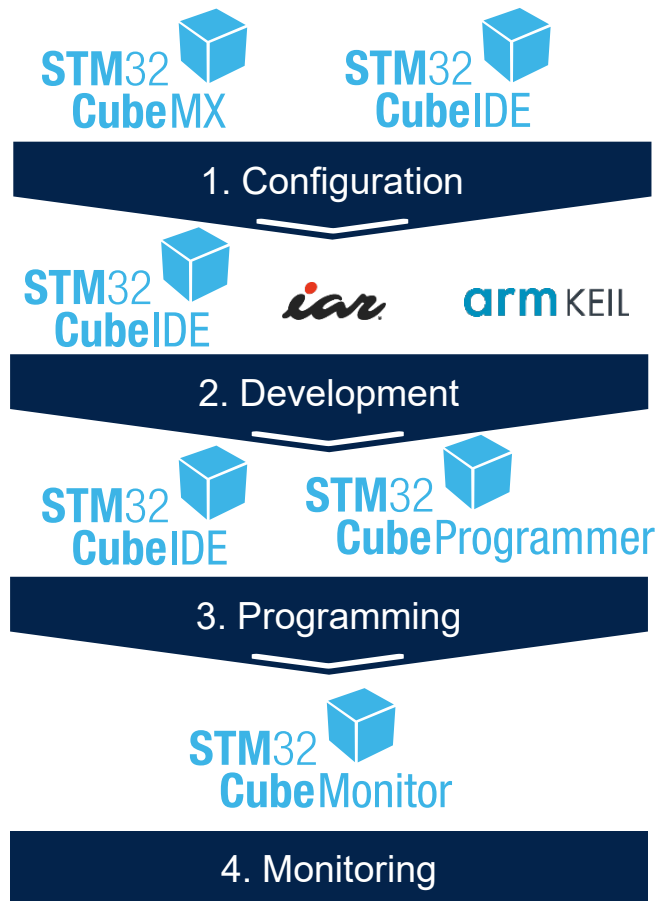 STM32 STM32
CubeMX CubeIDE
1. Configuration
STM32
CubeIDE iar arm KEIL
2. Development
STM32 STM32
CubeIDE CubeProgrammer
3. Programming
STM32
CubeMonitor
4. Monitoring